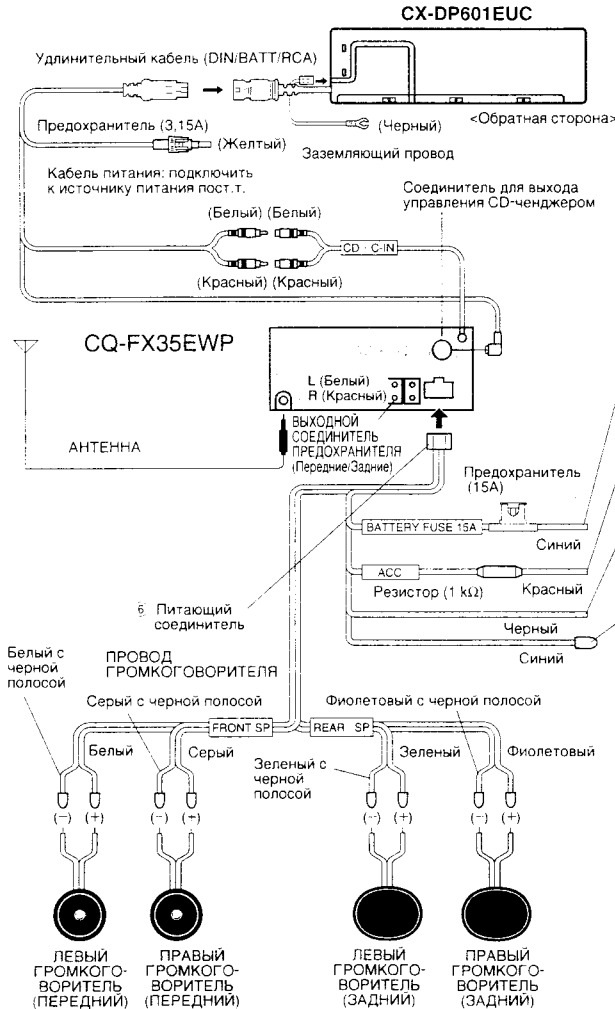 CX-DP601EUC
Удлинительный кабель (DIN/BATT/RCA)
Предохранитель (3,15А)
(Желтый)
(Черный)
<Обратная сторона>
Заземляющий провод
Кабель питания: подключить
к источнику питания пост.т.
Соединитель для выхода
управления CD-ченджером
(Белый) (Белый)
CD · C-IN
(Красный) (Красный)
CQ-FX35EWP
L (Белый)
R (Красный)
АНТЕННА
ВЫХОДНОЙ
СОЕДИНИТЕЛЬ
ПРЕДОХРАНИТЕЛЯ
(Передние/Задние)
Предохранитель
(15А)
BATTERY FUSE 15A
Синий
ACC
Резистор (1 kΩ)
Красный
6 Питающий
соединитель
Черный
Синий
Белый с
черной
полосой
ПРОВОД
ГРОМКОГОВОРИТЕЛЯ
Серый с черной полосой
Фиолетовый с черной полосой
FRONT SP
REAR SP
Белый
Серый
Зеленый с
черной
полосой
Зеленый
Фиолетовый
(−) (+) (−) (+) (−) (+) (−) (+)
ЛЕВЫЙ
ГРОМКОГО-
ВОРИТЕЛЬ
(ПЕРЕДНИЙ)
ПРАВЫЙ
ГРОМКОГО-
ВОРИТЕЛЬ
(ПЕРЕДНИЙ)
ЛЕВЫЙ
ГРОМКОГО-
ВОРИТЕЛЬ
(ЗАДНИЙ)
ПРАВЫЙ
ГРОМКОГО-
ВОРИТЕЛЬ
(ЗАДНИЙ)